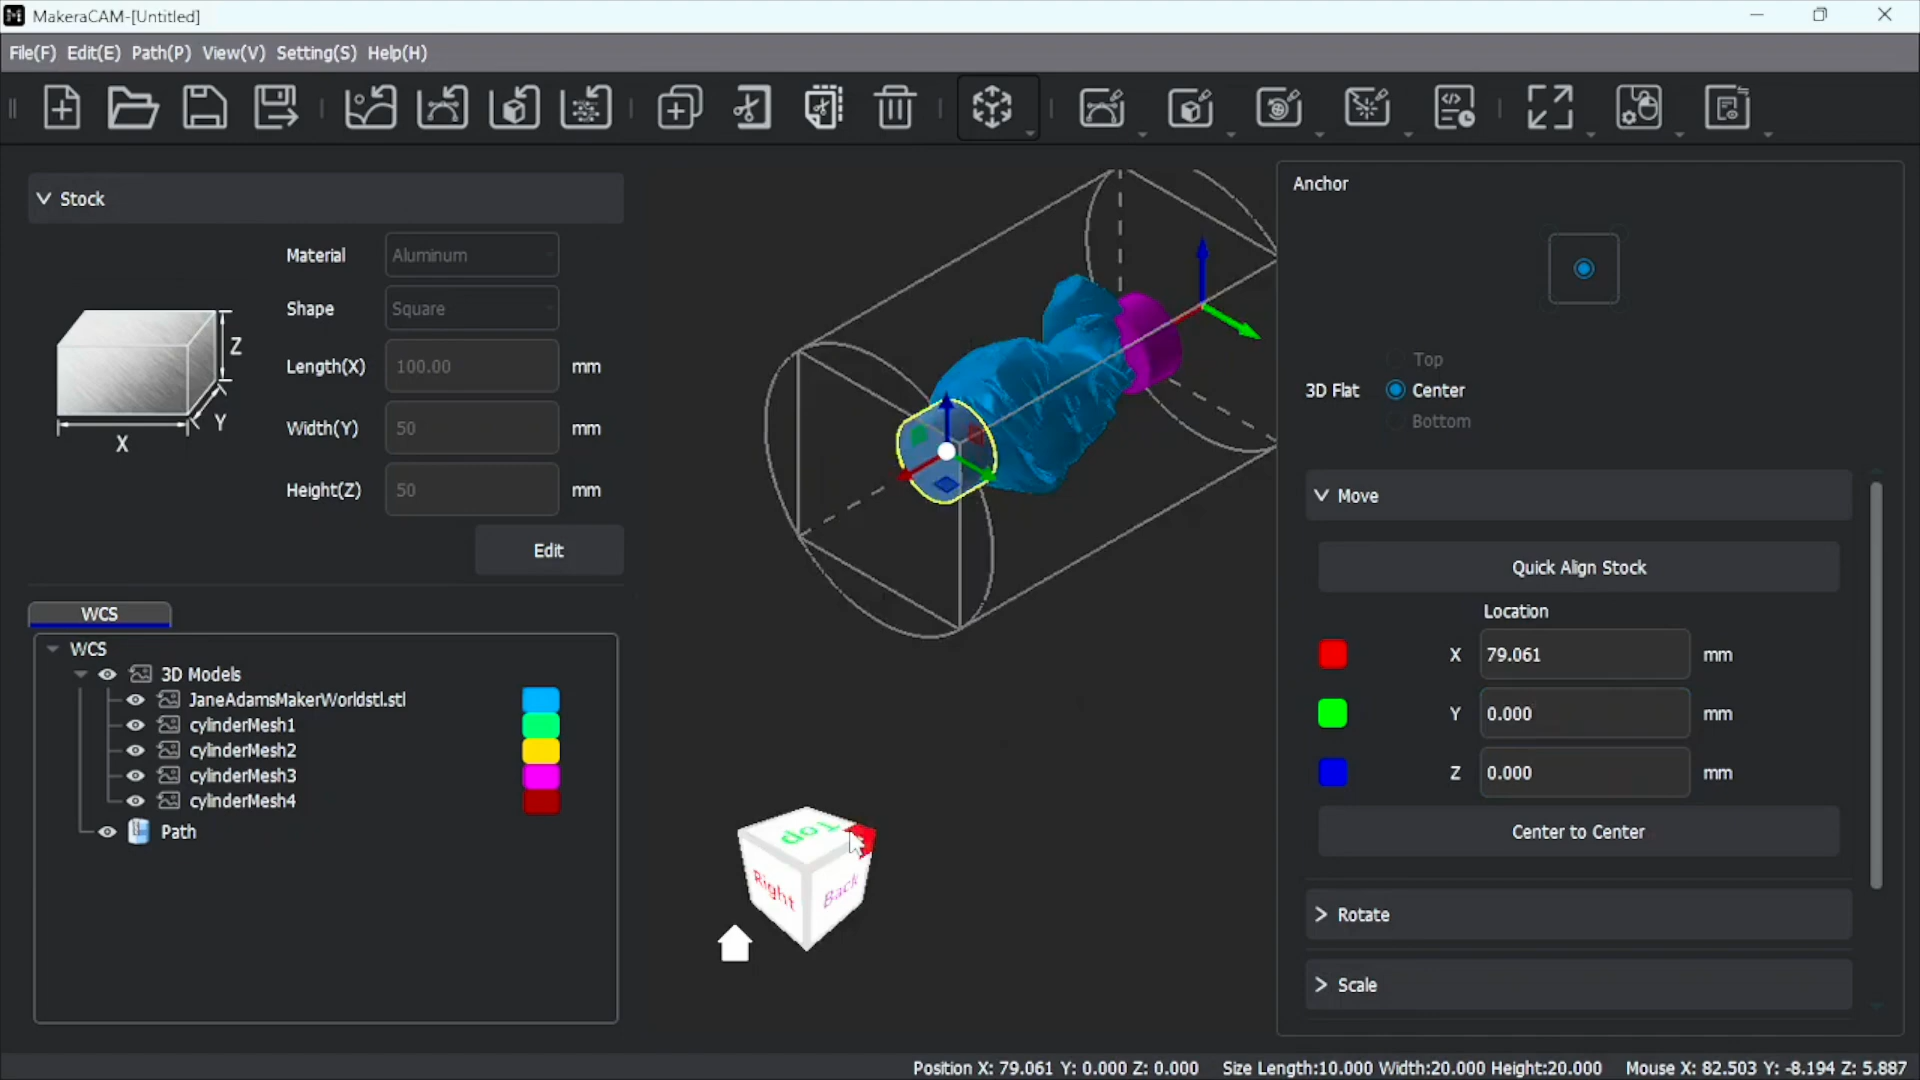 MakeraCAM-[Untitled]
File(F) Edit(E) Path(P) View(V) Setting(S) Help(H)
Stock
Material Aluminum
Shape Square
Length(X) 100.00 mm
Width(Y) 50 mm
Height(Z) 50 mm
Z
Y
X
Edit
WCS
WCS
3D Models
JaneAdamsMakerWorldstl.stl
cylinderMesh1
cylinderMesh2
cylinderMesh3
cylinderMesh4
Path
Top
Right
Back
Anchor
Top
3D Flat Center
Bottom
Move
Quick Align Stock
Location
X 79.061 mm
Y 0.000 mm
Z 0.000 mm
Center to Center
Rotate
Scale
Position X: 79.061 Y: 0.000 Z: 0.000 Size Length:10.000 Width:20.000 Height:20.000 Mouse X: 82.503 Y: -8.194 Z: 5.887